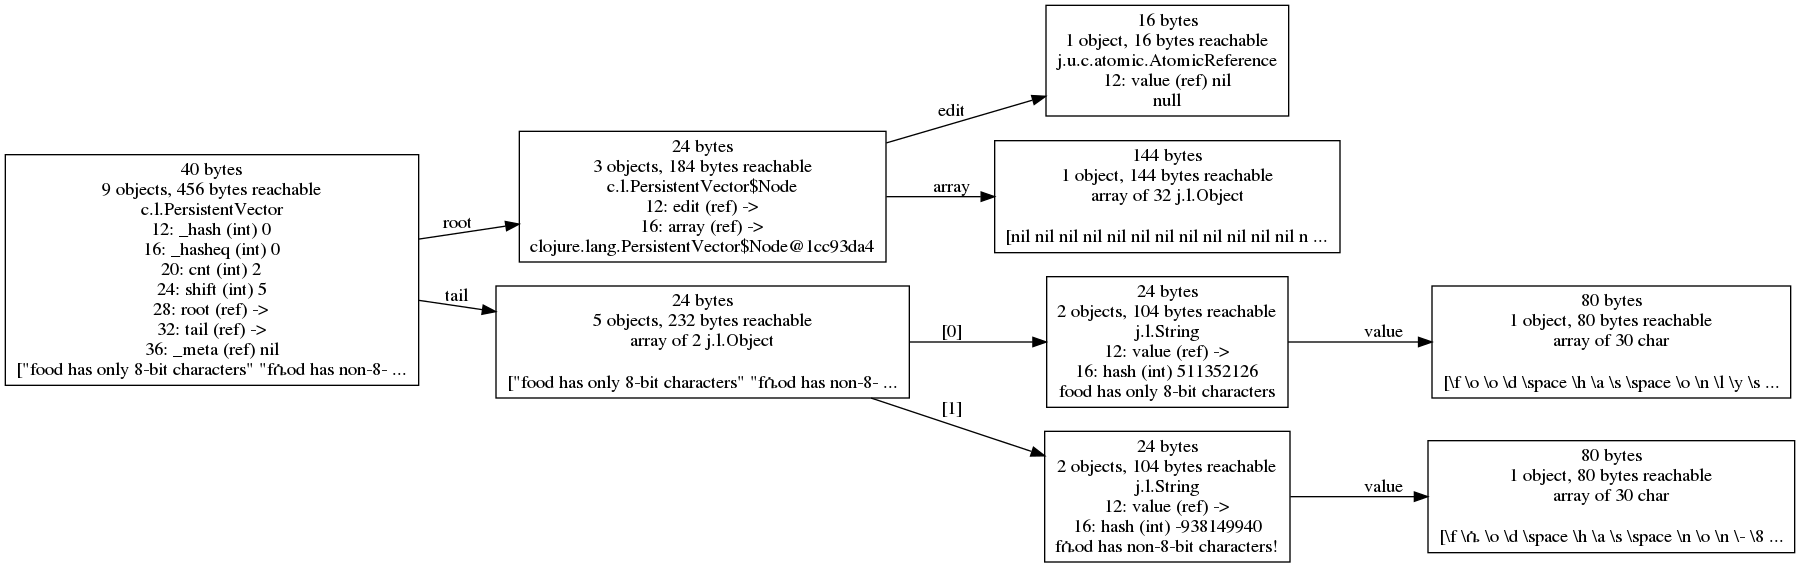 40 bytes
9 objects, 456 bytes reachable
c.l.PersistentVector
12: _hash (int) 0
16: _hasheq (int) 0
20: cnt (int) 2
24: shift (int) 5
28: root (ref) ->
32: tail (ref) ->
36: _meta (ref) nil
["food has only 8-bit characters" "fሴod has non-8- ...
root
tail
24 bytes
3 objects, 184 bytes reachable
c.l.PersistentVector$Node
12: edit (ref) ->
16: array (ref) ->
clojure.lang.PersistentVector$Node@1cc93da4
24 bytes
5 objects, 232 bytes reachable
array of 2 j.l.Object
["food has only 8-bit characters" "fሴod has non-8- ...
edit
array
[0]
[1]
16 bytes
1 object, 16 bytes reachable
j.u.c.atomic.AtomicReference
12: value (ref) nil
null
144 bytes
1 object, 144 bytes reachable
array of 32 j.l.Object
[nil nil nil nil nil nil nil nil nil nil nil nil n ...
24 bytes
2 objects, 104 bytes reachable
j.l.String
12: value (ref) ->
16: hash (int) 511352126
food has only 8-bit characters
value
80 bytes
1 object, 80 bytes reachable
array of 30 char
[\f \o \o \d \space \h \a \s \space \o \n \l \y \s ...
24 bytes
2 objects, 104 bytes reachable
j.l.String
12: value (ref) ->
16: hash (int) -938149940
fሴod has non-8-bit characters!
value
80 bytes
1 object, 80 bytes reachable
array of 30 char
[\f \ሴ \o \d \space \h \a \s \space \n \o \n \- \8 ...